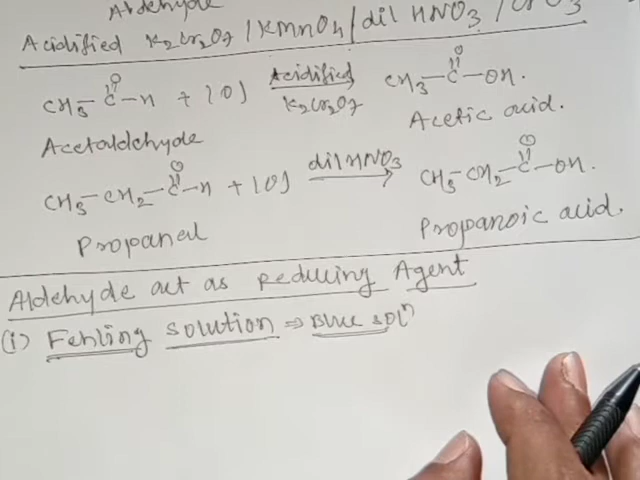 Aldehyde
Acidified K2Cr2O7 / KMnO4 / dil HNO3 / CrO3
O
CH3-C-H + [O] Acidified K2Cr2O7 CH3-C-OH.
O
Acetaldehyde Acetic acid.
O
CH3-CH2-C-H + [O] dil HNO3 CH3-CH2-C-OH.
O
Propanal Propanoic acid.
Aldehyde act as Reducing Agent
(i) Fehling solution ⇒ Blue solⁿ